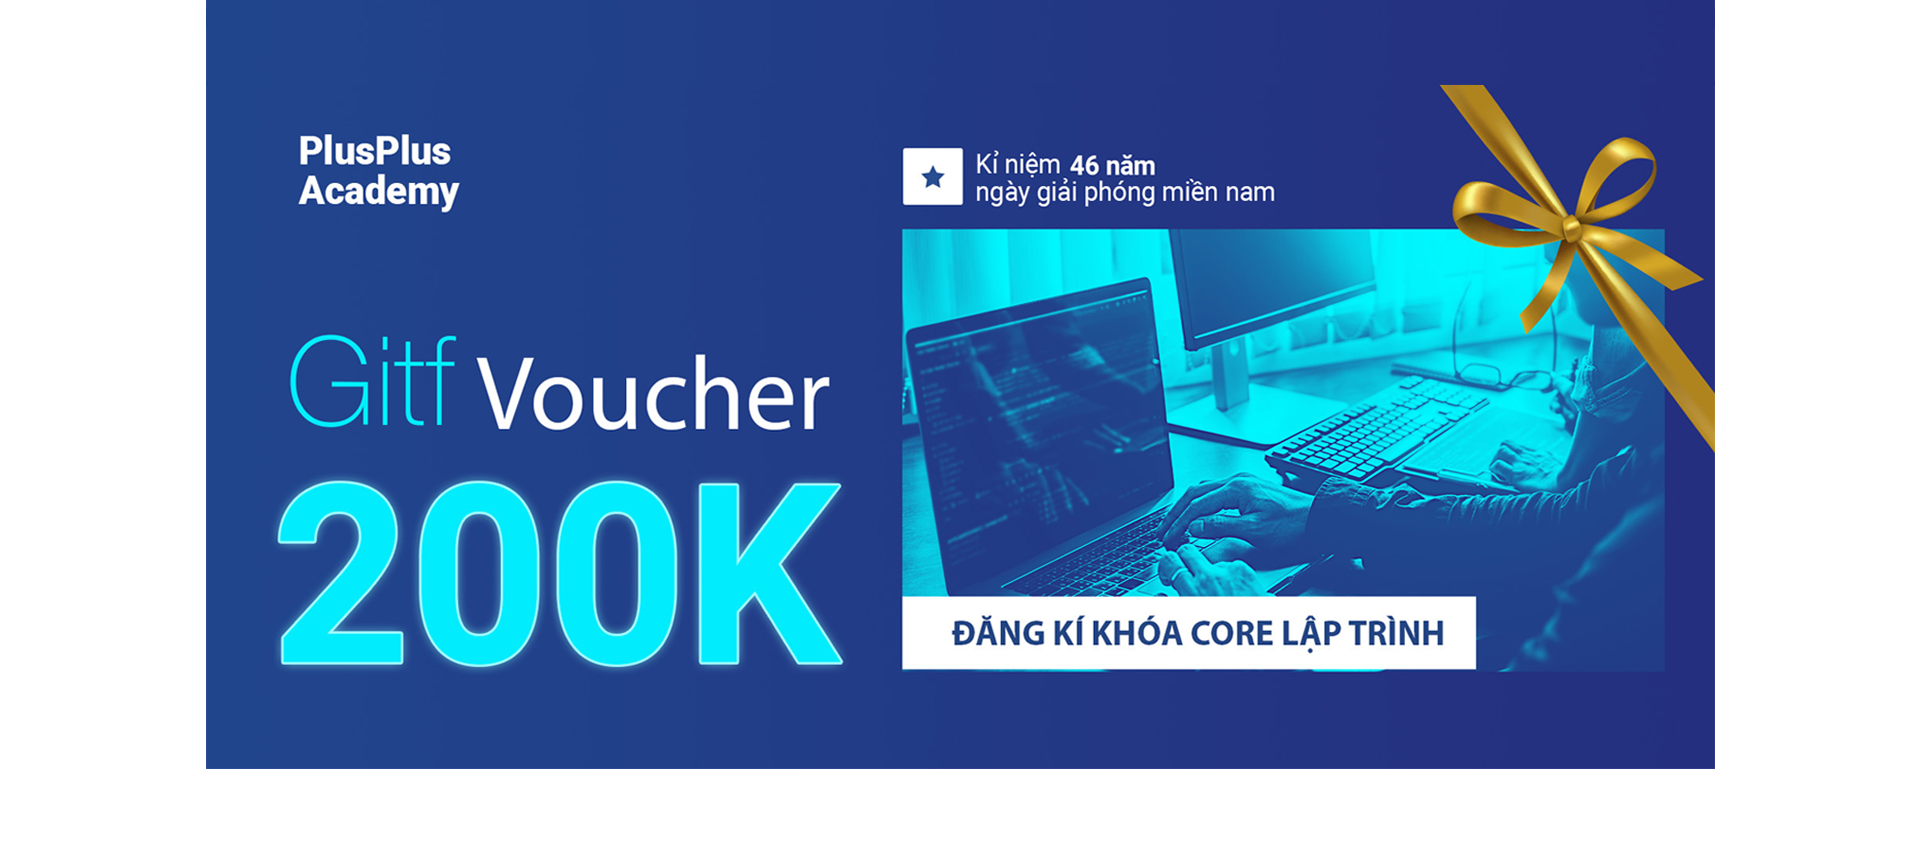 PlusPlus
Academy
Kỉ niệm 46 năm
ngày giải phóng miền nam
Gitf Voucher
200K
ĐĂNG KÍ KHÓA CORE LẬP TRÌNH